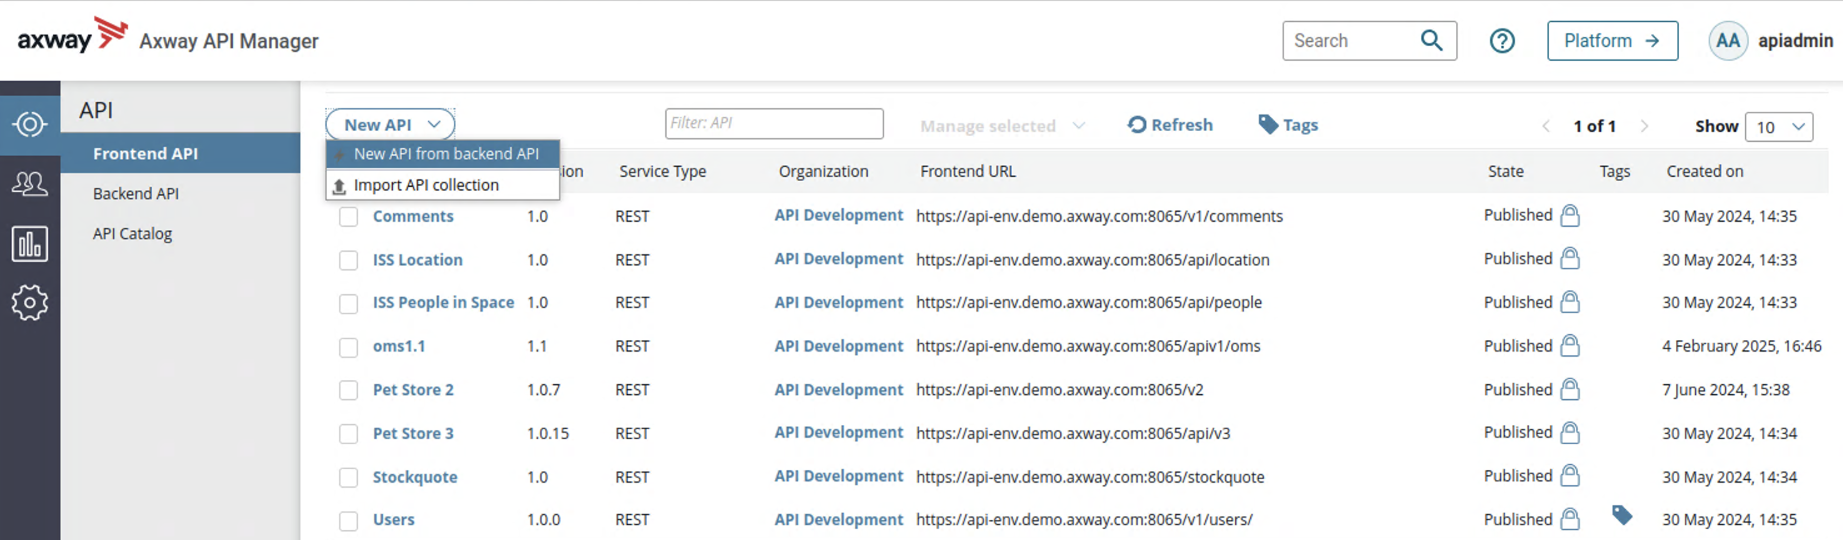 axway Axway API Manager Search Platform → AA apiadmin
API
Frontend API
Backend API
API Catalog
New API Filter: API Manage selected Refresh Tags 1 of 1 Show 10
New API from backend API
Import API collection
ion Service Type Organization Frontend URL State Tags Created on
Comments 1.0 REST API Development https://api-env.demo.axway.com:8065/v1/comments Published 30 May 2024, 14:35
ISS Location 1.0 REST API Development https://api-env.demo.axway.com:8065/api/location Published 30 May 2024, 14:33
ISS People in Space 1.0 REST API Development https://api-env.demo.axway.com:8065/api/people Published 30 May 2024, 14:33
oms1.1 1.1 REST API Development https://api-env.demo.axway.com:8065/apiv1/oms Published 4 February 2025, 16:46
Pet Store 2 1.0.7 REST API Development https://api-env.demo.axway.com:8065/v2 Published 7 June 2024, 15:38
Pet Store 3 1.0.15 REST API Development https://api-env.demo.axway.com:8065/api/v3 Published 30 May 2024, 14:34
Stockquote 1.0 REST API Development https://api-env.demo.axway.com:8065/stockquote Published 30 May 2024, 14:34
Users 1.0.0 REST API Development https://api-env.demo.axway.com:8065/v1/users/ Published 30 May 2024, 14:35